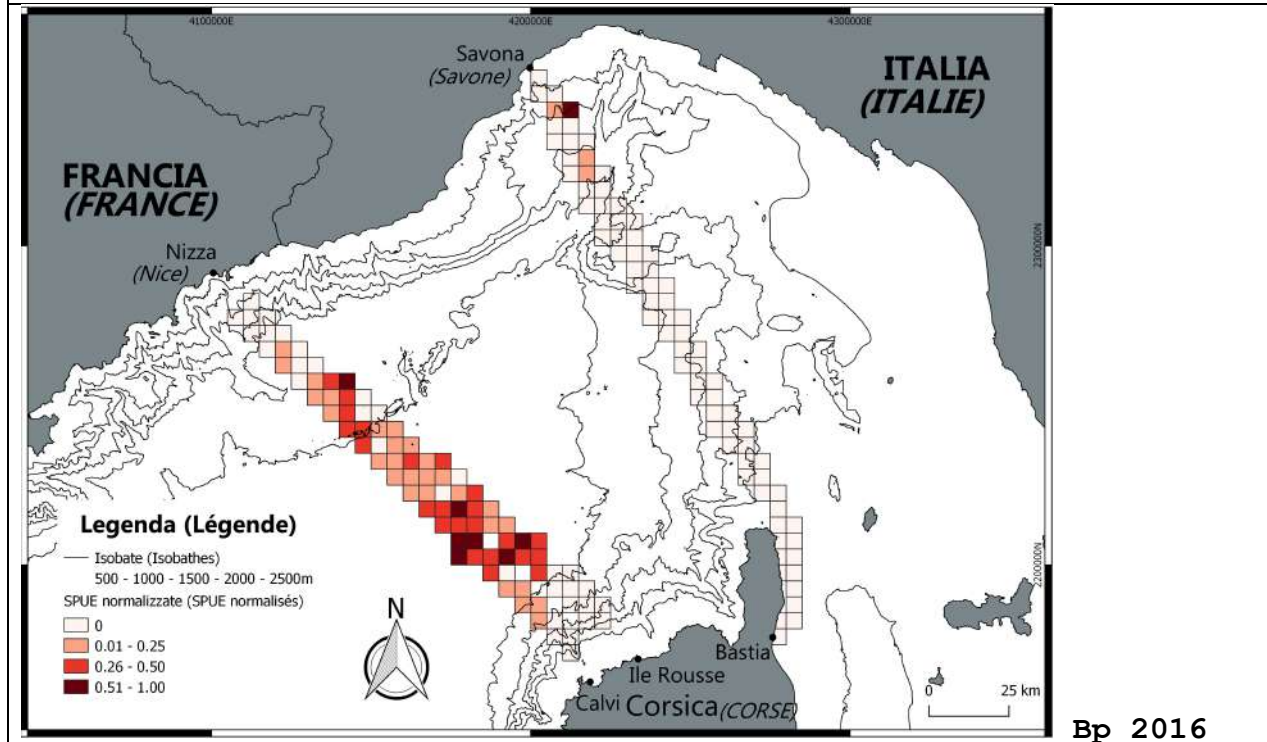 4100000E
4200000E
4300000E
Savona
(Savone)
ITALIA
(ITALIE)
FRANCIA
(FRANCE)
Nizza
(Nice)
2300000N
Legenda (Légende)
Isobate (Isobathes)
500 - 1000 - 1500 - 2000 - 2500m
SPUE normalizzate (SPUE normalisés)
0
0.01 - 0.25
0.26 - 0.50
0.51 - 1.00
N
2200000N
Bastia
Ile Rousse
Calvi
Corsica (CORSE)
0 25 km
Bp 2016